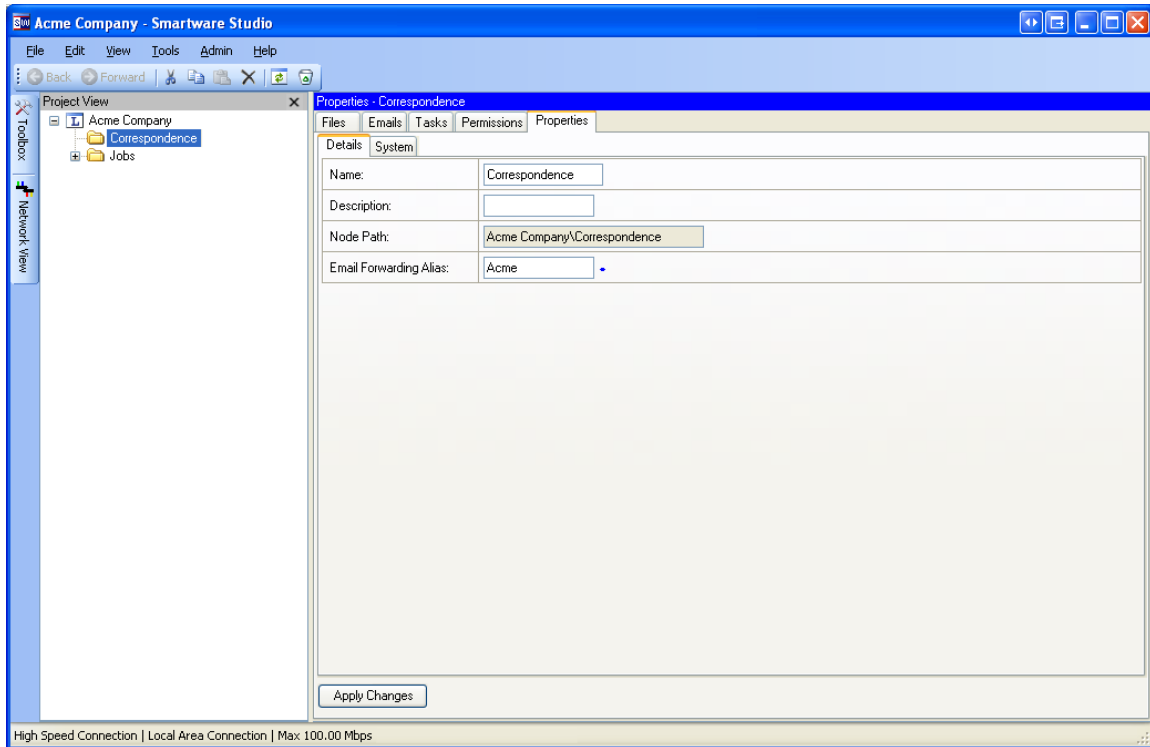 SW Acme Company - Smartware Studio
File Edit View Tools Admin Help
Back Forward
Toolbox
Network View
Project View
L Acme Company
Correspondence
Jobs
Properties - Correspondence
Files Emails Tasks Permissions Properties
Details System
Name: Correspondence
Description:
Node Path: Acme Company\Correspondence
Email Forwarding Alias: Acme
Apply Changes
High Speed Connection | Local Area Connection | Max 100.00 Mbps